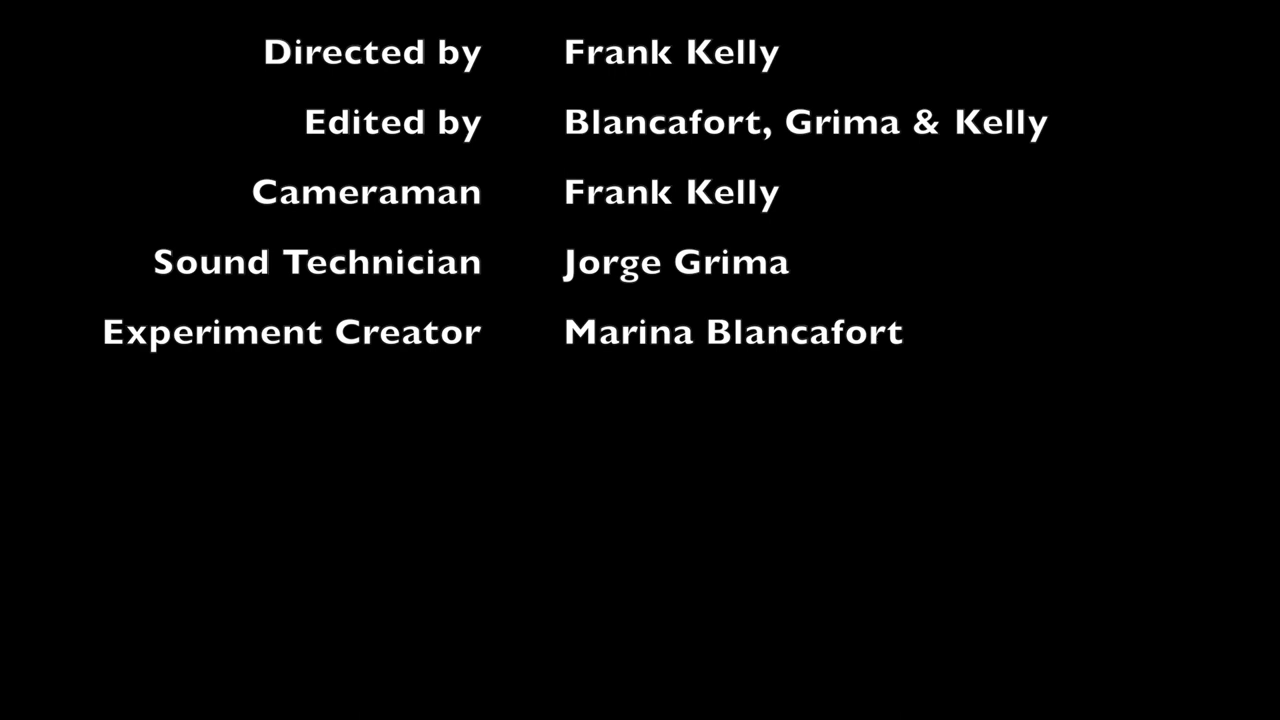 Directed by Frank Kelly
Edited by Blancafort, Grima & Kelly
Cameraman Frank Kelly
Sound Technician Jorge Grima
Experiment Creator Marina Blancafort